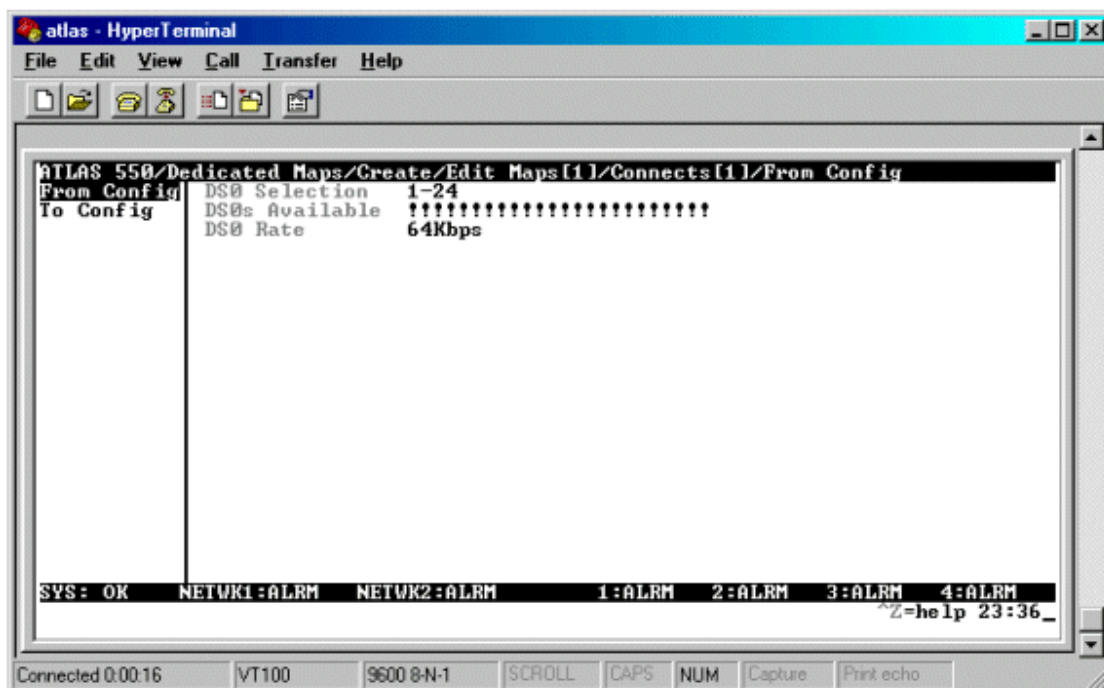 atlas - HyperTerminal
File Edit View Call Transfer Help
ATLAS 550/Dedicated Maps/Create/Edit Maps[1]/Connects[1]/From Config
From Config DS0 Selection 1-24
To Config DS0s Available !!!!!!!!!!!!!!!!!!!!!!!!
DS0 Rate 64Kbps
SYS: OK NETWK1:ALRM NETWK2:ALRM 1:ALRM 2:ALRM 3:ALRM 4:ALRM
^Z=help 23:36_
Connected 0:00:16 VT100 9600 8-N-1 SCROLL CAPS NUM Capture Print echo